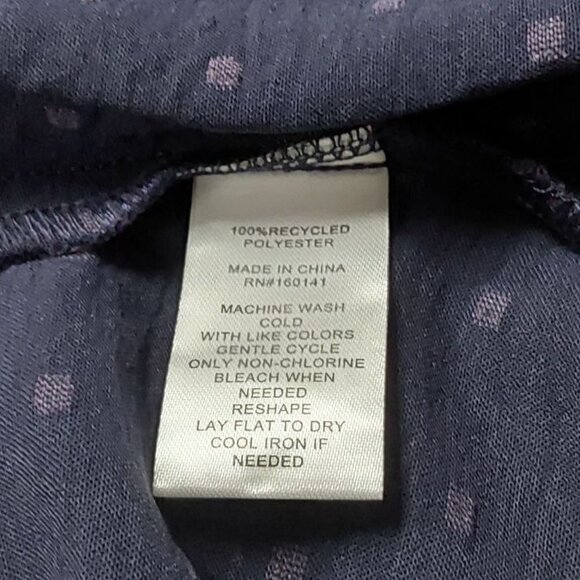 100%RECYCLED
POLYESTER
MADE IN CHINA
RN#160141
MACHINE WASH
COLD
WITH LIKE COLORS
GENTLE CYCLE
ONLY NON-CHLORINE
BLEACH WHEN
NEEDED
RESHAPE
LAY FLAT TO DRY
COOL IRON IF
NEEDED